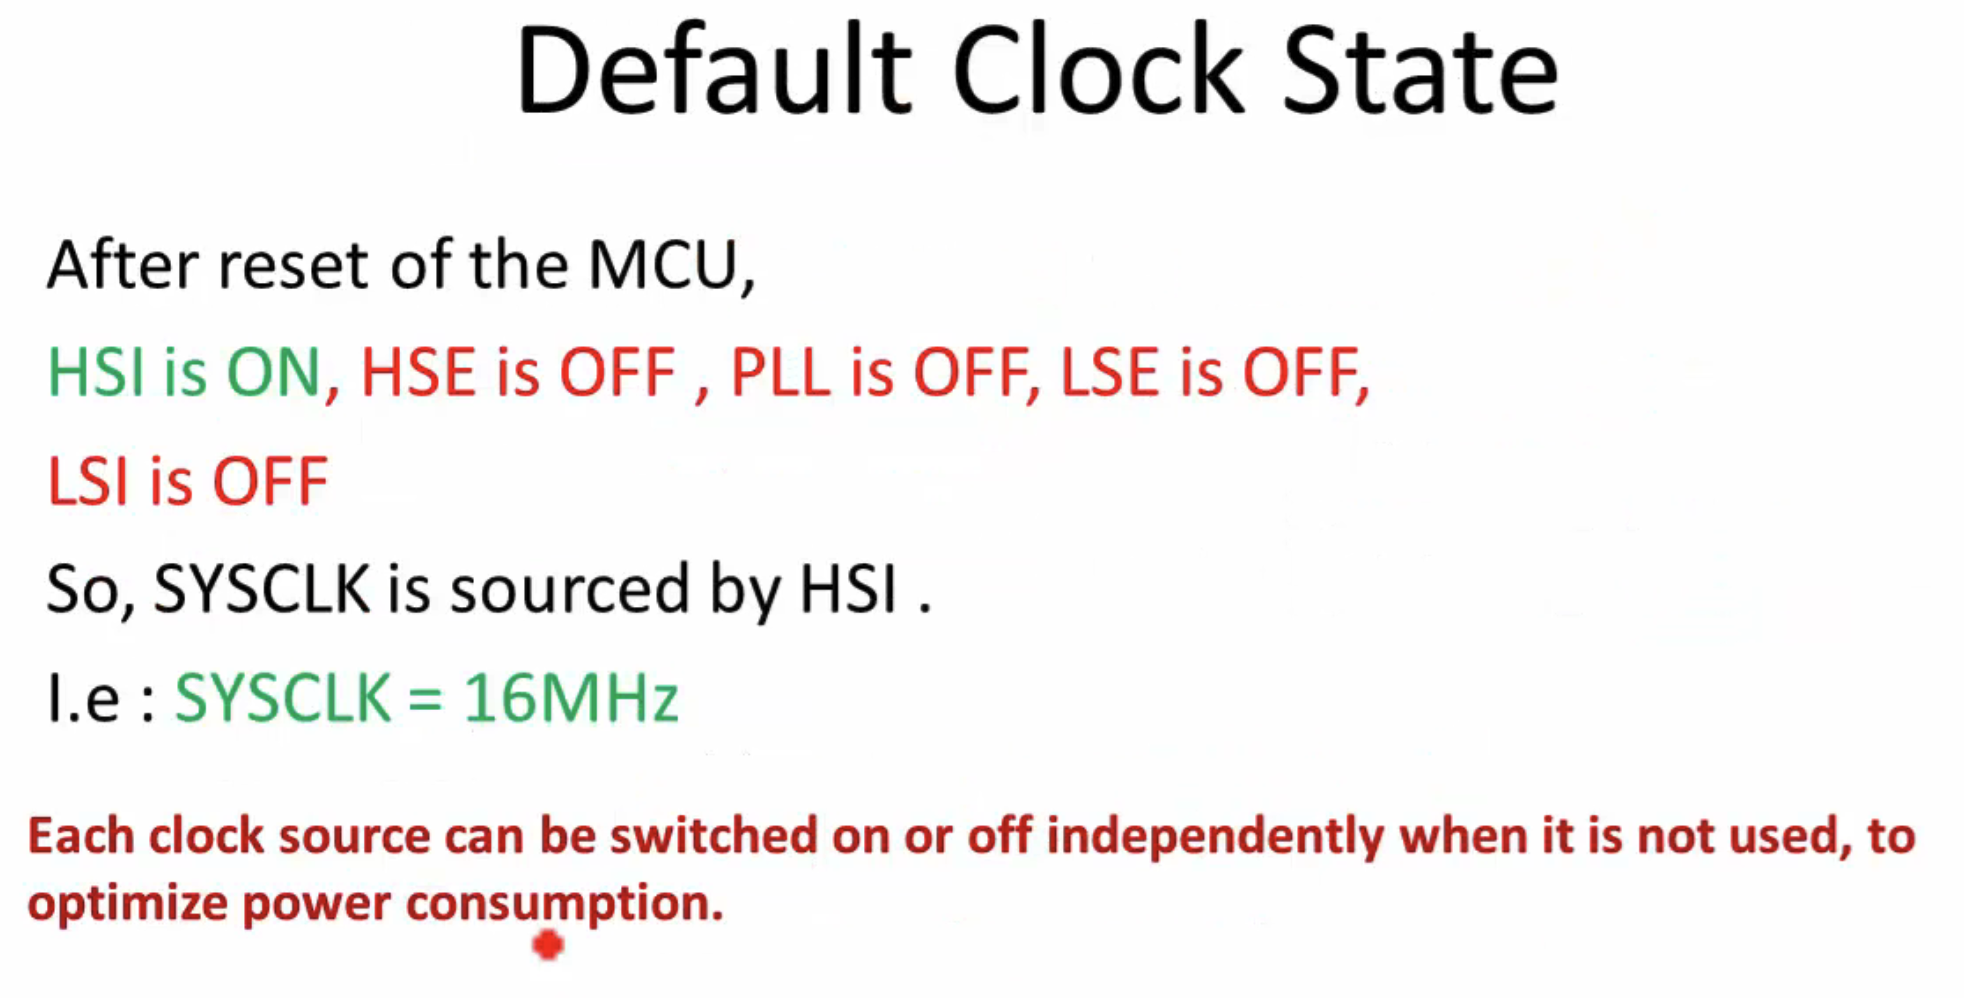 Default Clock State
After reset of the MCU,
HSI is ON, HSE is OFF , PLL is OFF, LSE is OFF,
LSI is OFF
So, SYSCLK is sourced by HSI .
I.e : SYSCLK = 16MHz
Each clock source can be switched on or off independently when it is not used, to
optimize power consumption.